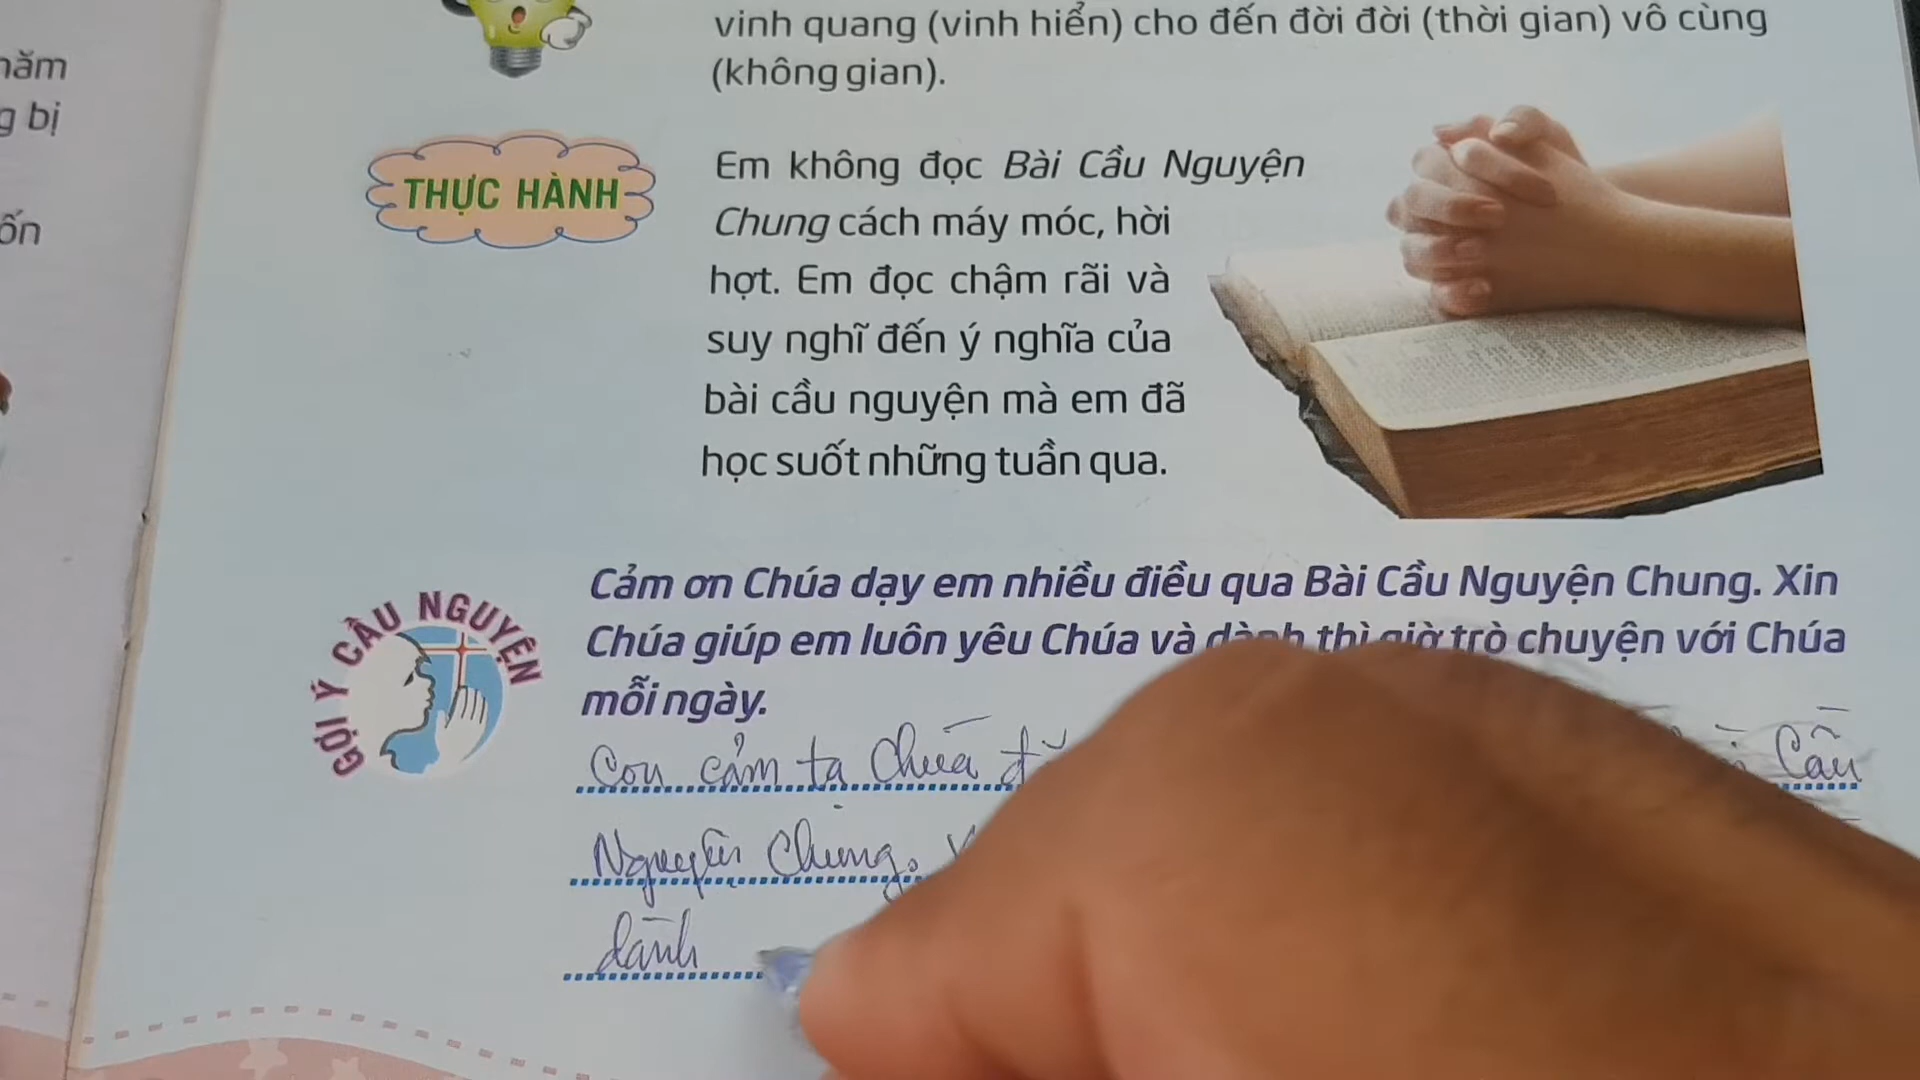 vinh quang (vinh hiển) cho đến đời đời (thời gian) vô cùng
(không gian).
năm
g bị
ốn
THỰC HÀNH
Em không đọc Bài Cầu Nguyện
Chung cách máy móc, hời
hợt. Em đọc chậm rãi và
suy nghĩ đến ý nghĩa của
bài cầu nguyện mà em đã
học suốt những tuần qua.
GỢI Ý CẦU NGUYỆN
Cảm ơn Chúa dạy em nhiều điều qua Bài Cầu Nguyện Chung. Xin
Chúa giúp em luôn yêu Chúa và dành thì giờ trò chuyện với Chúa
mỗi ngày.
Con cảm tạ Chúa Cầu
Nguyện Chung.
dành